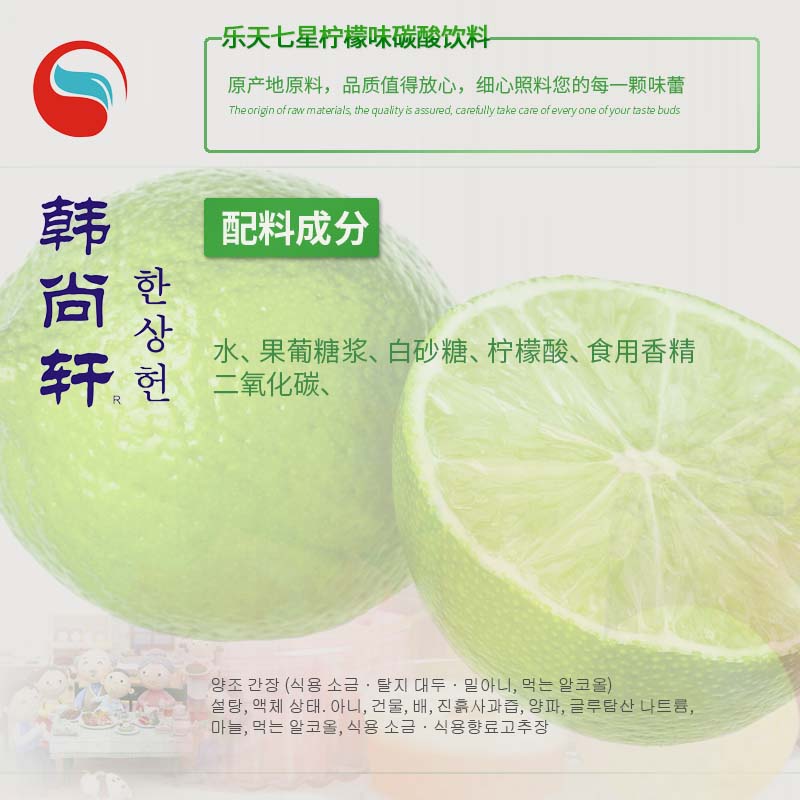 乐天七星柠檬味碳酸饮料
原产地原料，品质值得放心，细心照料您的每一颗味蕾
The origin of raw materials, the quality is assured, carefully take care of every one of your taste buds
韩尚轩
R
한상헌
配料成分
水、果葡糖浆、白砂糖、柠檬酸、食用香精
二氧化碳、
양조 간장 (식용 소금 · 탈지 대두 · 밀아니, 먹는 알코올)
설탕, 액체 상태. 아니, 건물, 배, 진흙사과즙, 양파, 글루탐산 나트륨,
마늘, 먹는 알코올, 식용 소금 · 식용향료고추장